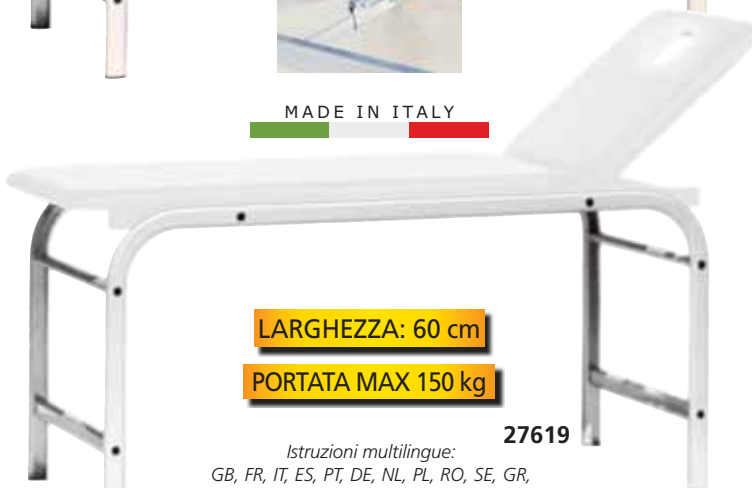 MADE IN ITALY
LARGHEZZA: 60 cm
PORTATA MAX 150 kg
27619
Istruzioni multilingue:
GB, FR, IT, ES, PT, DE, NL, PL, RO, SE, GR,